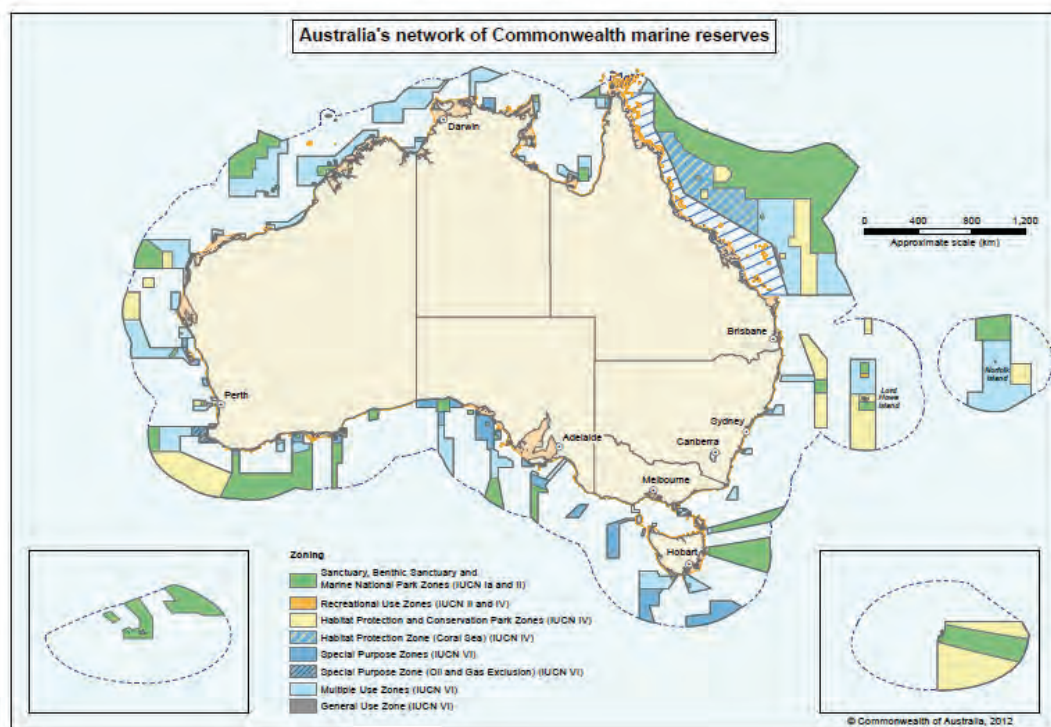 Australia's network of Commonwealth marine reserves
Darwin
0 400 800 1,200
Approximate scale (km)
Brisbane
Norfolk
Island
Lord
Howe
Island
Perth
Sydney
Adelaide
Canberra
Melbourne
Hobart
Zoning
Sanctuary, Benthic Sanctuary and
Marine National Park Zones (IUCN Ia and II)
Recreational Use Zones (IUCN II and IV)
Habitat Protection and Conservation Park Zones (IUCN IV)
Habitat Protection Zone (Coral Sea) (IUCN IV)
Special Purpose Zones (IUCN VI)
Special Purpose Zone (Oil and Gas Exclusion) (IUCN VI)
Multiple Use Zones (IUCN VI)
General Use Zone (IUCN VI)
© Commonwealth of Australia, 2012